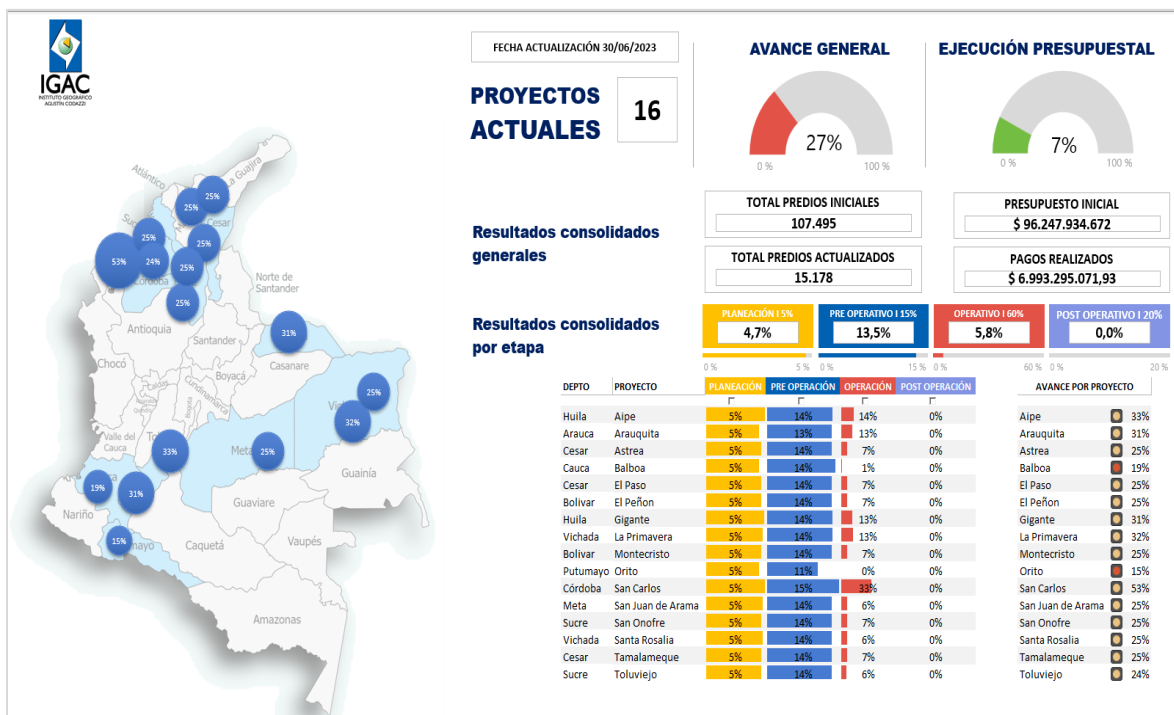 IGAC
INSTITUTO GEOGRÁFICO
AGUSTÍN CODAZZI
FECHA ACTUALIZACIÓN 30/06/2023
PROYECTOS
ACTUALES
16
AVANCE GENERAL
27%
0 %
100 %
EJECUCIÓN PRESUPUESTAL
7%
0 %
100 %
Resultados consolidados
generales
TOTAL PREDIOS INICIALES
107.495
PRESUPUESTO INICIAL
$ 96.247.934.672
TOTAL PREDIOS ACTUALIZADOS
15.178
PAGOS REALIZADOS
$ 6.993.295.071,93
Resultados consolidados
por etapa
PLANEACIÓN I 5%
4,7%
0 %
5 %
PRE OPERATIVO I 15%
13,5%
0 %
15 %
OPERATIVO I 60%
5,8%
60 %
POST OPERATIVO I 20%
0,0%
0 %
20 %
DEPTO PROYECTO PLANEACIÓN PRE OPERACIÓN OPERACIÓN POST OPERACIÓN AVANCE POR PROYECTO
Huila Aipe 5% 14% 14% 0% Aipe 33%
Arauca Arauquita 5% 13% 13% 0% Arauquita 31%
Cesar Astrea 5% 14% 7% 0% Astrea 25%
Cauca Balboa 5% 14% 1% 0% Balboa 19%
Cesar El Paso 5% 14% 7% 0% El Paso 25%
Bolivar El Peñon 5% 14% 7% 0% El Peñon 25%
Huila Gigante 5% 14% 13% 0% Gigante 31%
Vichada La Primavera 5% 14% 13% 0% La Primavera 32%
Bolivar Montecristo 5% 14% 7% 0% Montecristo 25%
Putumayo Orito 5% 11% 0% 0% Orito 15%
Córdoba San Carlos 5% 15% 33% 0% San Carlos 53%
Meta San Juan de Arama 5% 14% 6% 0% San Juan de Arama 25%
Sucre San Onofre 5% 14% 7% 0% San Onofre 25%
Vichada Santa Rosalia 5% 14% 6% 0% Santa Rosalia 25%
Cesar Tamalameque 5% 14% 7% 0% Tamalameque 25%
Sucre Toluviejo 5% 14% 6% 0% Toluviejo 24%
Atlántico
La Guajira
25%
25%
Cesar
25%
25%
53%
24%
25%
Córdoba
25%
Norte de
Santander
Antioquia
31%
Santander
Casanare
Chocó
Boyacá
Caldas
Cundinamarca
Bogota
25%
32%
Valle del
Cauca
33%
Meta
25%
Guainía
19%
31%
Guaviare
Nariño
15%
Caquetá
Vaupés
Amazonas